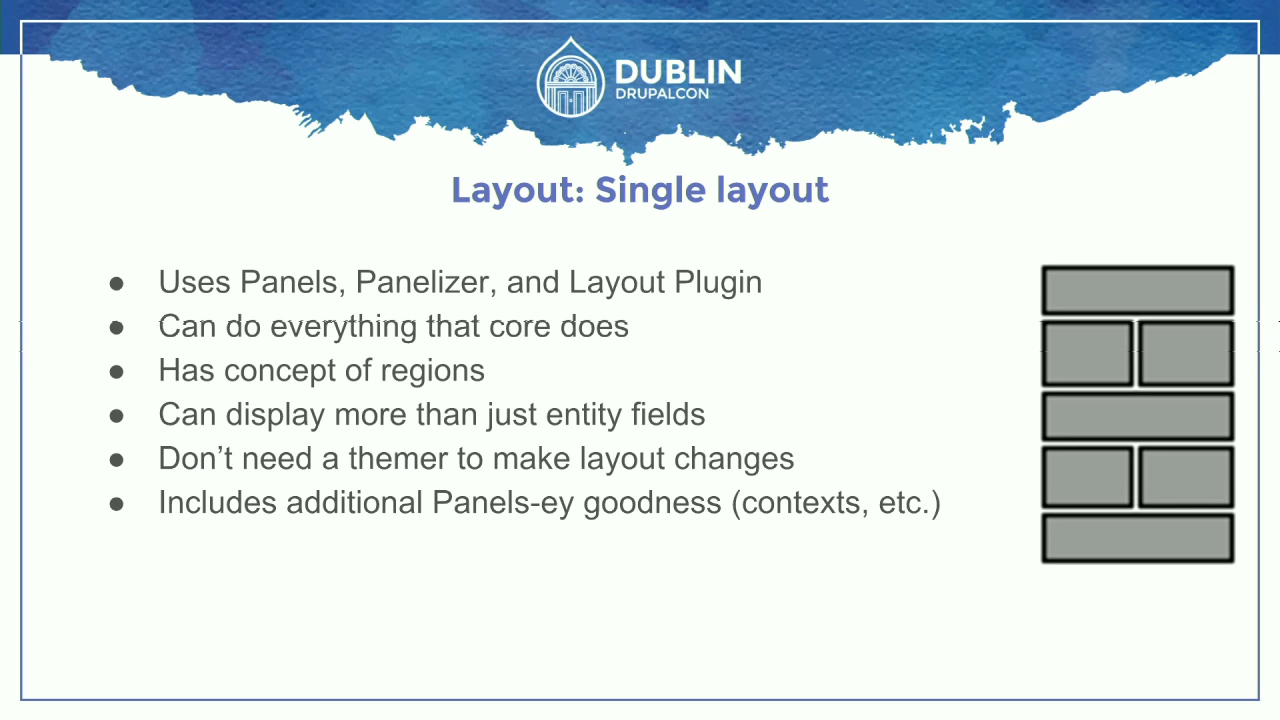 DUBLIN
DRUPALCON
Layout: Single layout
● Uses Panels, Panelizer, and Layout Plugin
● Can do everything that core does
● Has concept of regions
● Can display more than just entity fields
● Don’t need a themer to make layout changes
● Includes additional Panels-ey goodness (contexts, etc.)